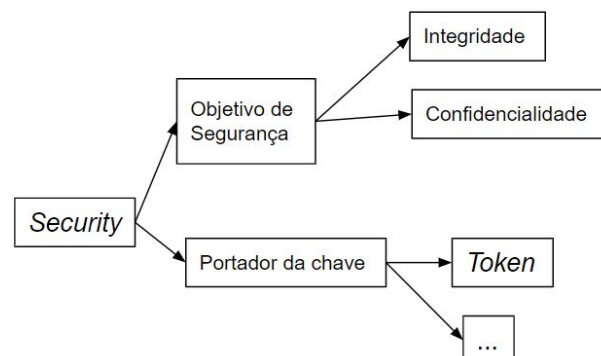 Integridade
Objetivo de
Segurança
Confidencialidade
Security
Portador da chave
Token
...